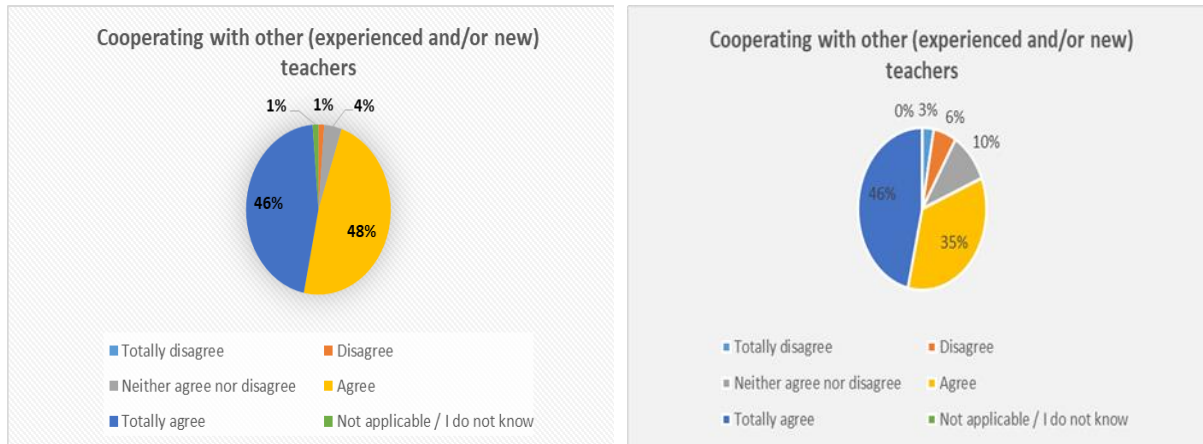 Cooperating with other (experienced and/or new)
teachers
1% 1% 4%
46%
48%
Totally disagree Disagree
Neither agree nor disagree Agree
Totally agree Not applicable / I do not know
Cooperating with other (experienced and/or new)
teachers
0% 3% 6%
10%
46%
35%
Totally disagree Disagree
Neither agree nor disagree Agree
Totally agree Not applicable / I do not know